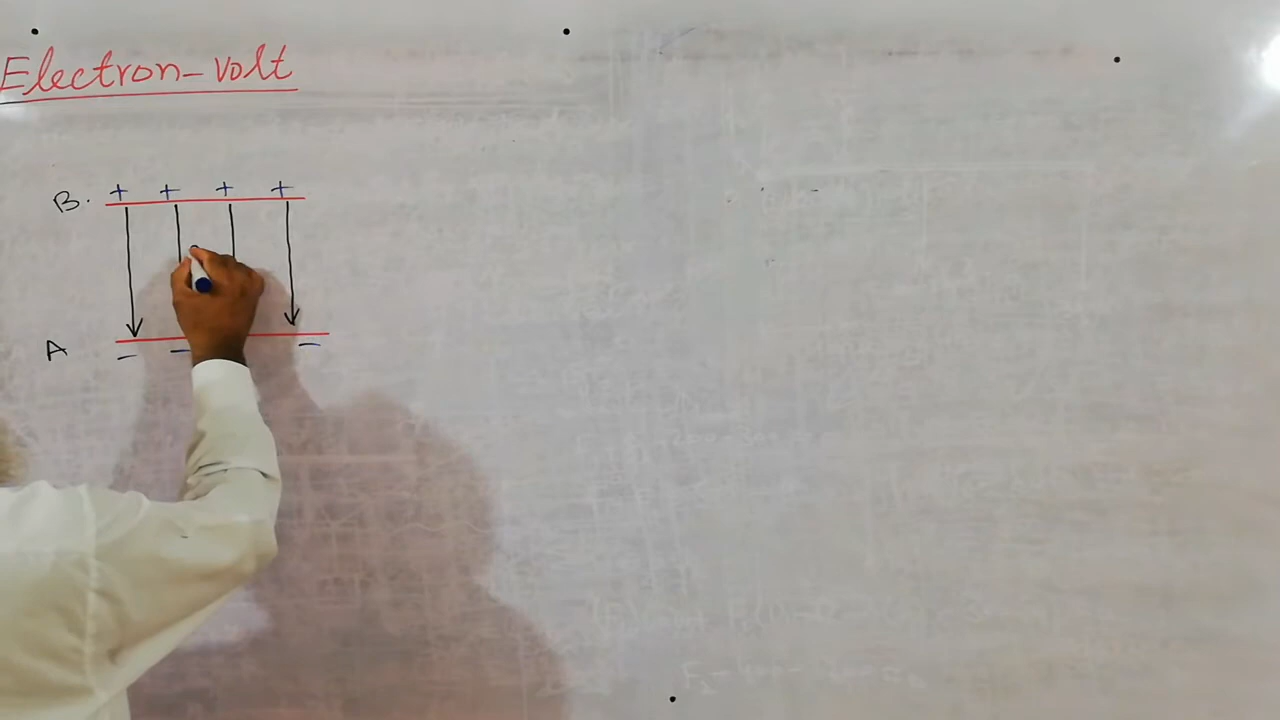 Electron-volt
+ + + +
B.
A
- - -